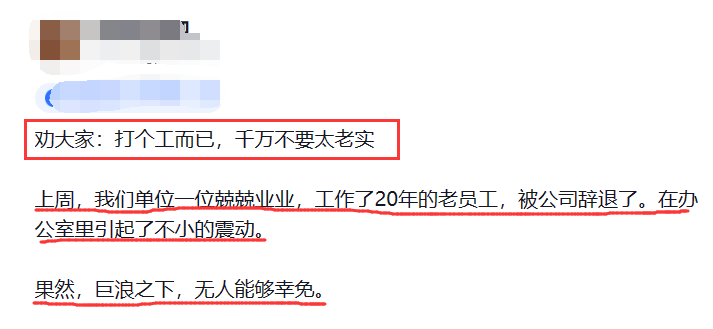 劝大家：打个工而已，千万不要太老实
上周，我们单位一位兢兢业业，工作了20年的老员工，被公司辞退了。在办
公室里引起了不小的震动。
果然，巨浪之下，无人能够幸免。